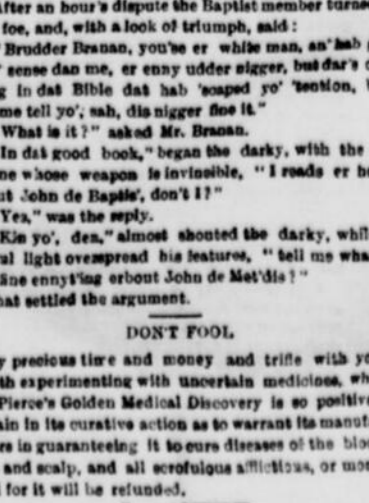 After an hour's dispute the Baptist member turne
foe, and, with a look of triumph, said:
Brudder Branan, you'se er white man, an' hab
' sense dan me, er enny udder nigger, but dar's
g in dat Bible dat hab 'scaped yo' 'tention,
me tell yo', sah, dis nigger fine it."
What is it?" asked Mr. Branan.
In dat good book," began the darky, with the
ne whose weapon is invincible, "I reads er b
ut John de Baptis', don't I?"
Yes," was the reply.
Kin yo', den," almost shouted the darky, whil
al light overspread his features, "tell me wha
fine ennyt'ing erbout John de Met'dis?"
hat settled the argument.
DON'T FOOL
y precious time and money and trifle with yo
th experimenting with uncertain medicines, wh
Pierce's Golden Medical Discovery is so positiv
ain in its curative action as to warrant its manuf
rs in guaranteeing it to cure diseases of the blo
and scalp, and all scrofulous afflictions, or mon
for it will be refunded.